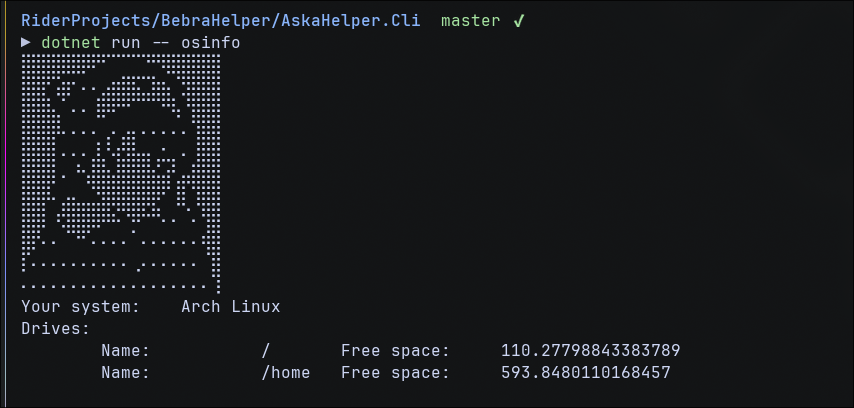 RiderProjects/BebraHelper/AskaHelper.Cli master ✓
▶ dotnet run -- osinfo
Your system: Arch Linux
Drives:
Name: / Free space: 110.27798843383789
Name: /home Free space: 593.8480110168457